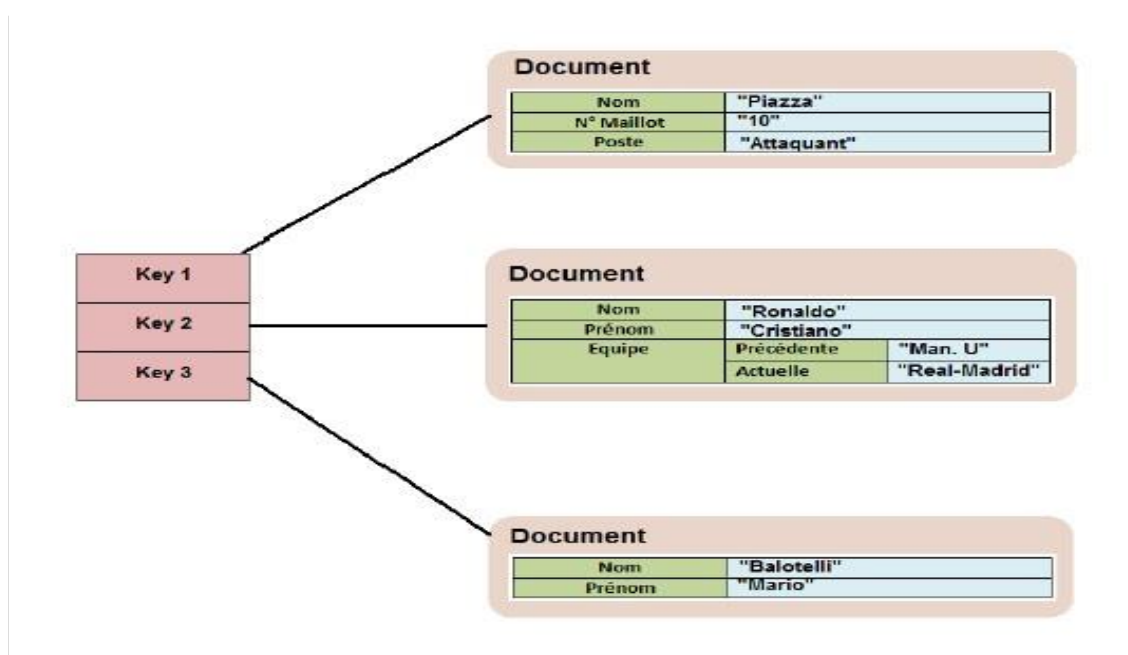 Document
Nom "Piazza"
N° Maillot "10"
Poste "Attaquant"
Key 1
Key 2
Key 3
Document
Nom "Ronaldo"
Prénom "Cristiano"
Equipe Précédente "Man. U"
Actuelle "Real-Madrid"
Document
Nom "Balotelli"
Prénom "Mario"